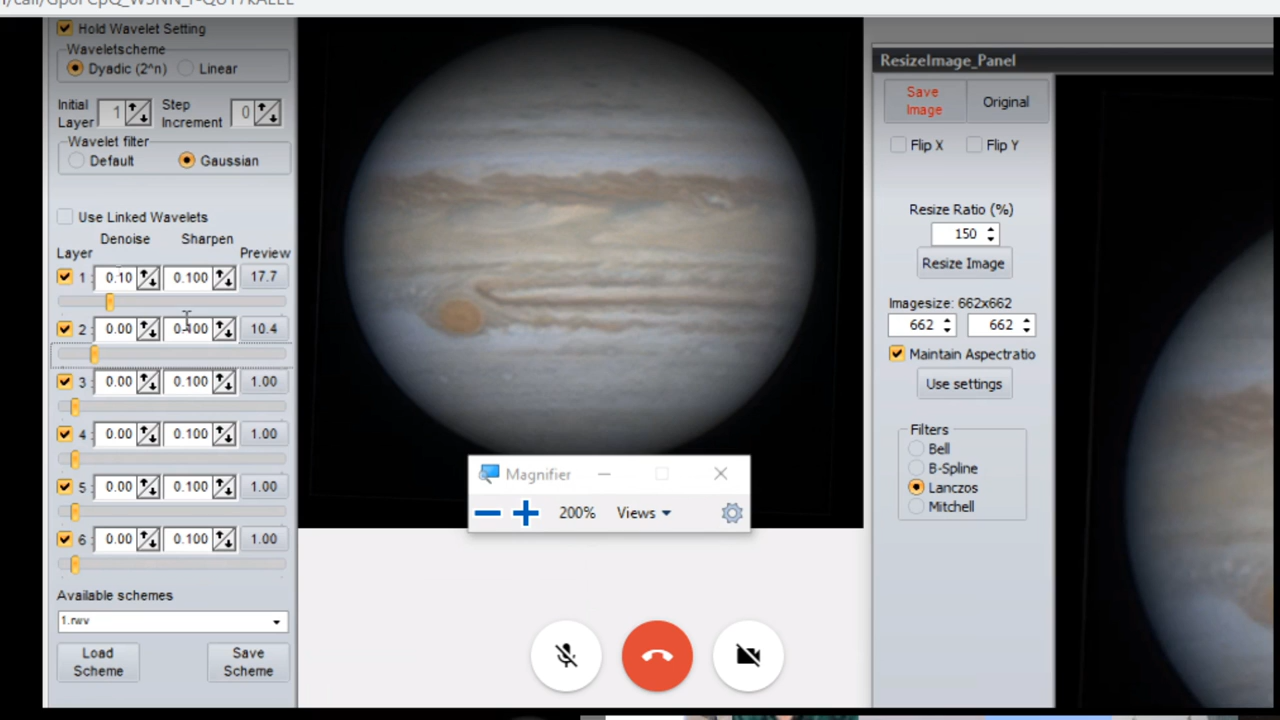 Hold Wavelet Setting
Waveletscheme
Dyadic (2^n) Linear
Initial Layer 1 Step Increment 0
Wavelet filter
Default Gaussian
Use Linked Wavelets
Denoise Sharpen
Layer Preview
1 : 0.10 0.100 17.7
2 : 0.00 0.100 10.4
3 : 0.00 0.100 1.00
4 : 0.00 0.100 1.00
5 : 0.00 0.100 1.00
6 : 0.00 0.100 1.00
Available schemes
1.rwv
Load Scheme
Save Scheme
Magnifier
200% Views
ResizeImage_Panel
Save Image
Original
Flip X Flip Y
Resize Ratio (%)
150
Resize Image
Imagesize: 662x662
662 662
Maintain Aspectratio
Use settings
Filters
Bell
B-Spline
Lanczos
Mitchell